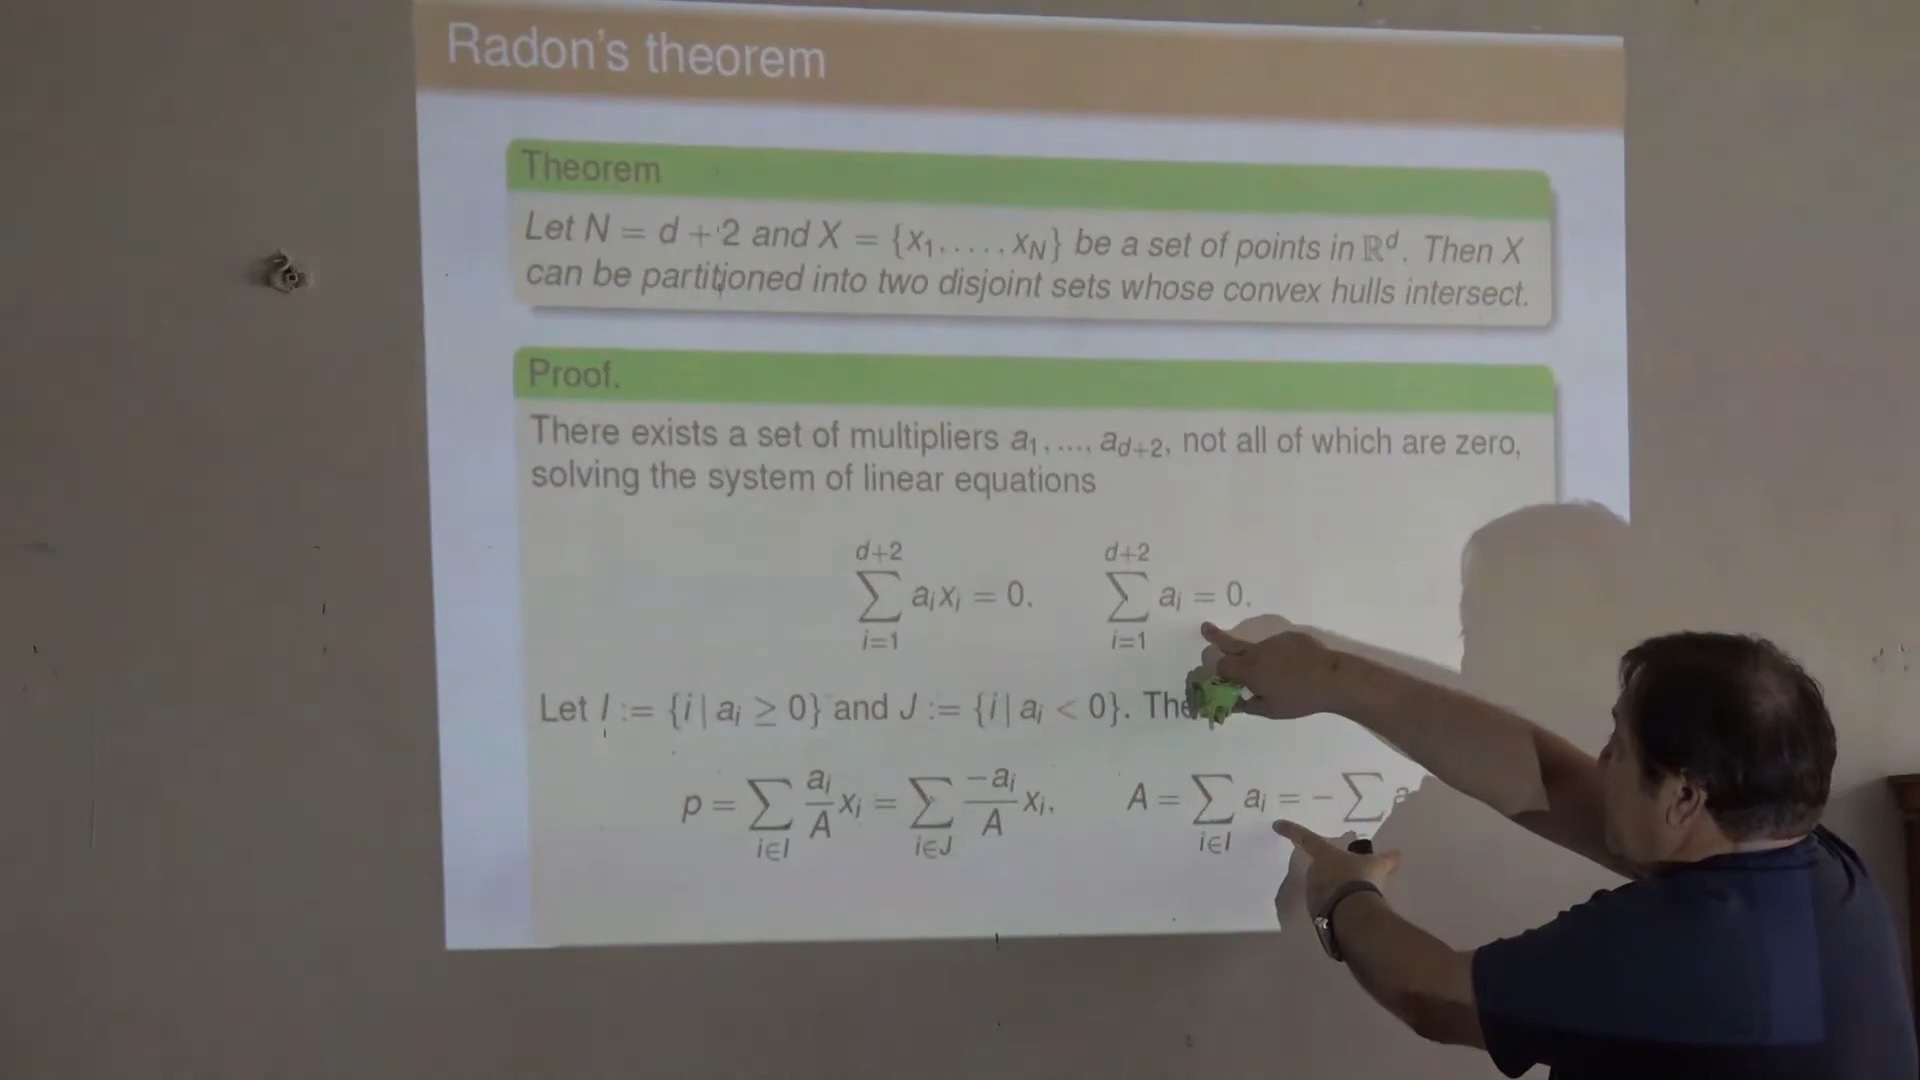 Radon's theorem
Theorem
Let N = d + 2 and X = {x₁, . . . , x_N} be a set of points in ℝᵈ. Then X
can be partitioned into two disjoint sets whose convex hulls intersect.
Proof.
There exists a set of multipliers a₁, ..., a_{d+2}, not all of which are zero,
solving the system of linear equations
∑_{i=1}^{d+2} aᵢxᵢ = 0, ∑_{i=1}^{d+2} aᵢ = 0.
Let I := {i | aᵢ ≥ 0} and J := {i | aᵢ < 0}.
p = ∑_{i∈I} aᵢ/A xᵢ = ∑_{i∈J} −aᵢ/A xᵢ, A = ∑_{i∈I} aᵢ = − ∑